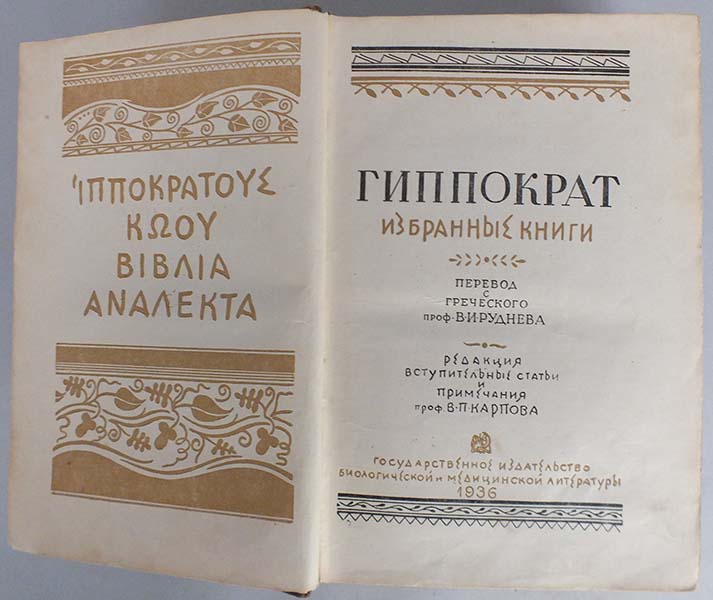 Ἱπποκρατους
κωου
βιβλια
αναλεκτα
ГИППОКРАТ
ИЗБРАННЫЕ КНИГИ
ПЕРЕВОД
С
ГРЕЧЕСКОГО
ПРОФ. В.И.РУДНЕВА
РЕДАКЦИЯ
ВСТУПИТЕЛЬНЫЕ СТАТЬИ
И
ПРИМЕЧАНИЯ
ПРОФ. В.П.КАРПОВА
ГОСУДАРСТВЕННОЕ ИЗДАТЕЛЬСТВО
БИОЛОГИЧЕСКОЙ И МЕДИЦИНСКОЙ ЛИТЕРАТУРЫ
1936